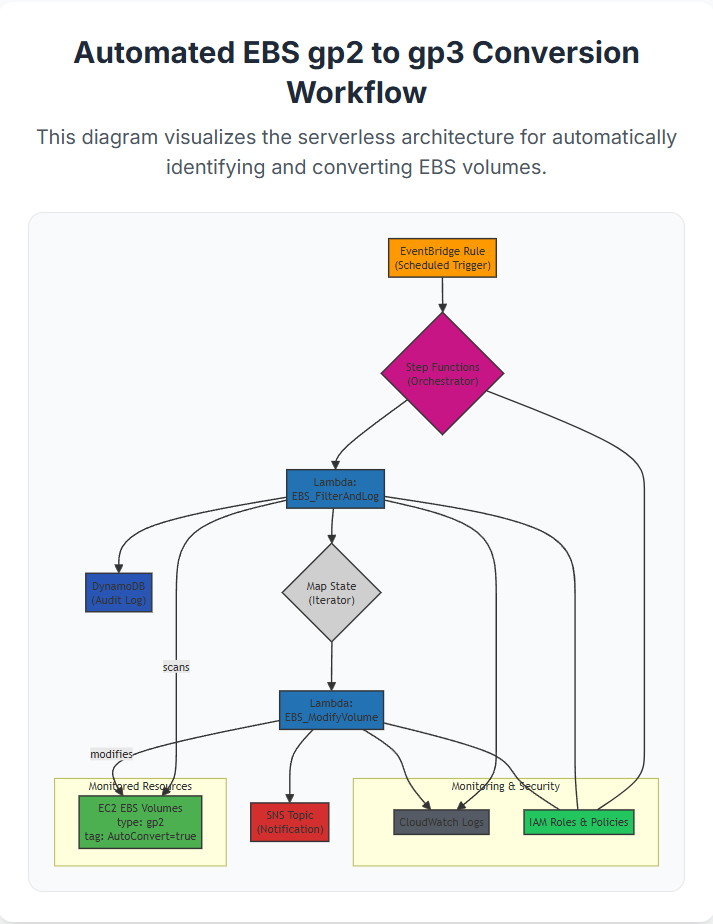 Automated EBS gp2 to gp3 Conversion
Workflow
This diagram visualizes the serverless architecture for automatically
identifying and converting EBS volumes.
EventBridge Rule
(Scheduled Trigger)
Step Functions
(Orchestrator)
Lambda:
EBS_FilterAndLog
DynamoDB
(Audit Log)
Map State
(Iterator)
scans
Lambda:
EBS_ModifyVolume
modifies
Monitored Resources
Monitoring & Security
EC2 EBS Volumes
type: gp2
tag: AutoConvert=true
SNS Topic
(Notification)
CloudWatch Logs
IAM Roles & Policies